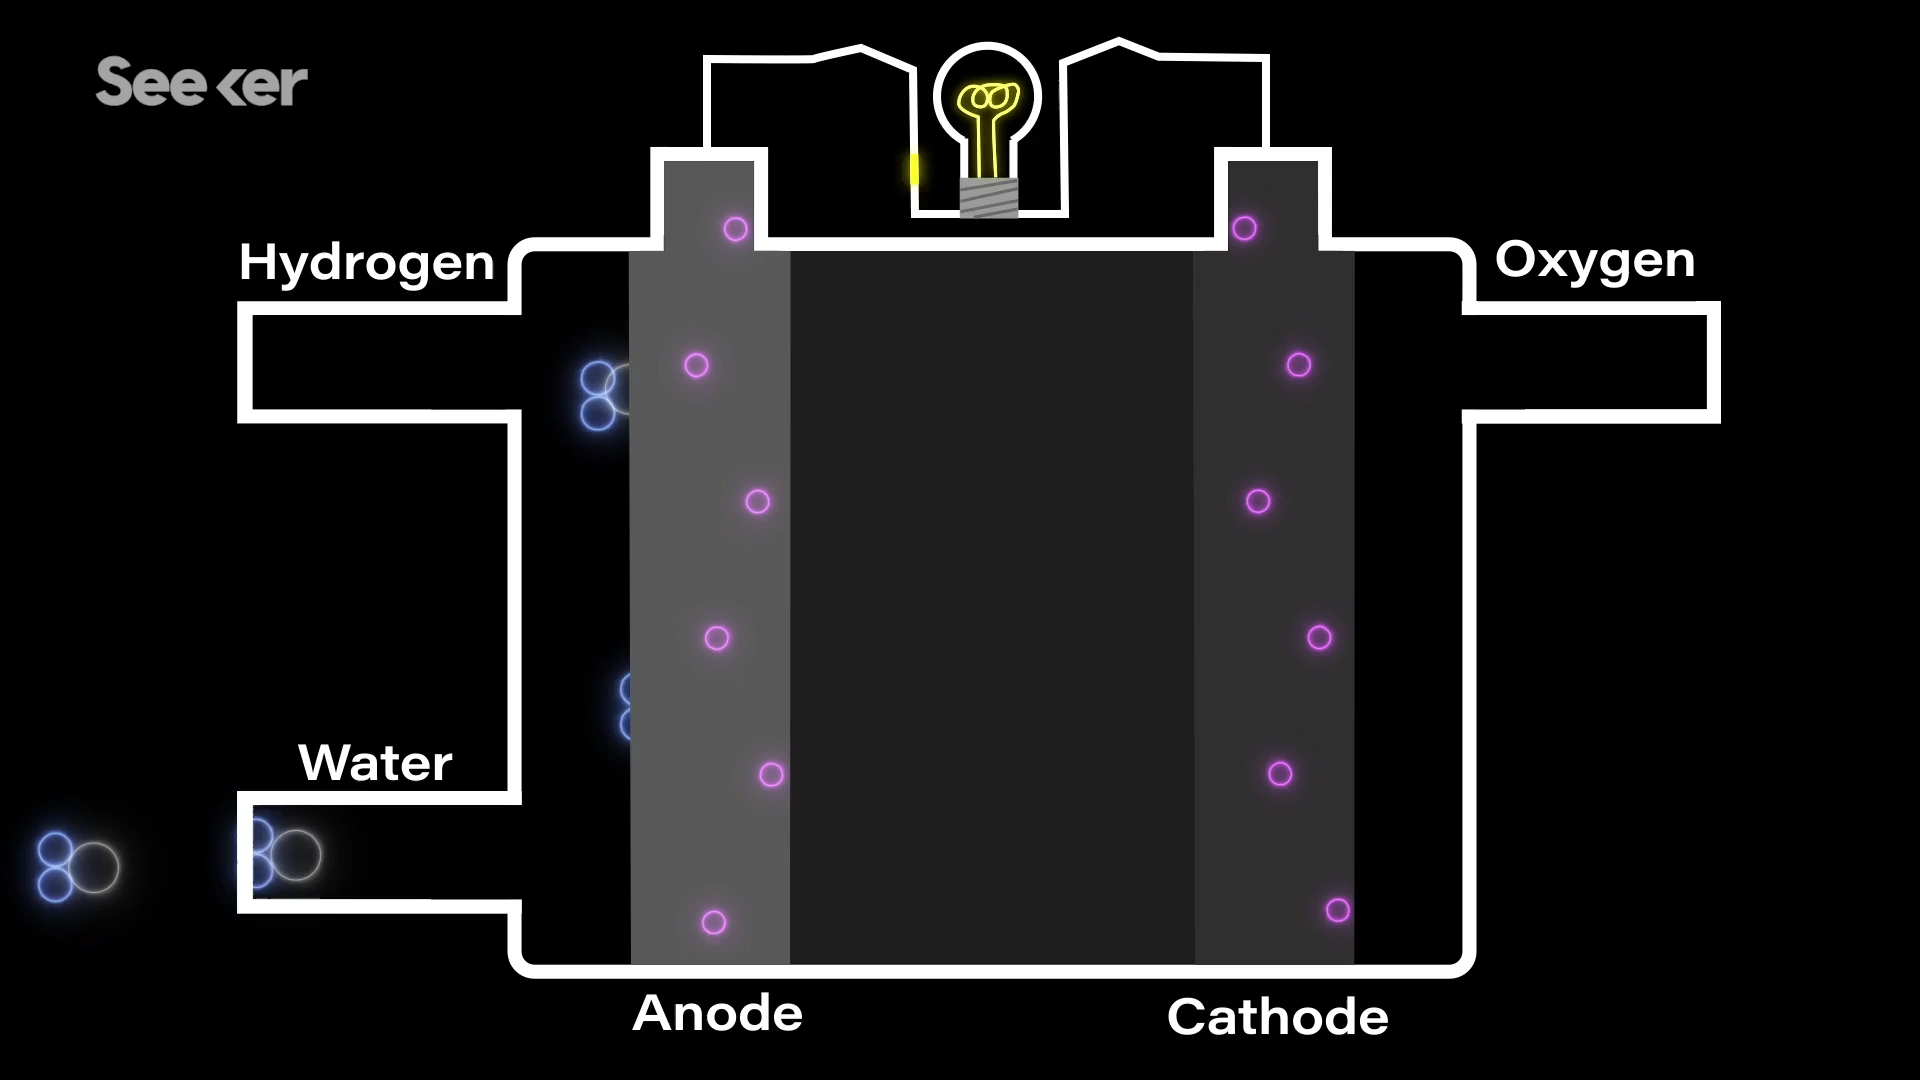 Seeker
Hydrogen
Oxygen
Water
Anode
Cathode